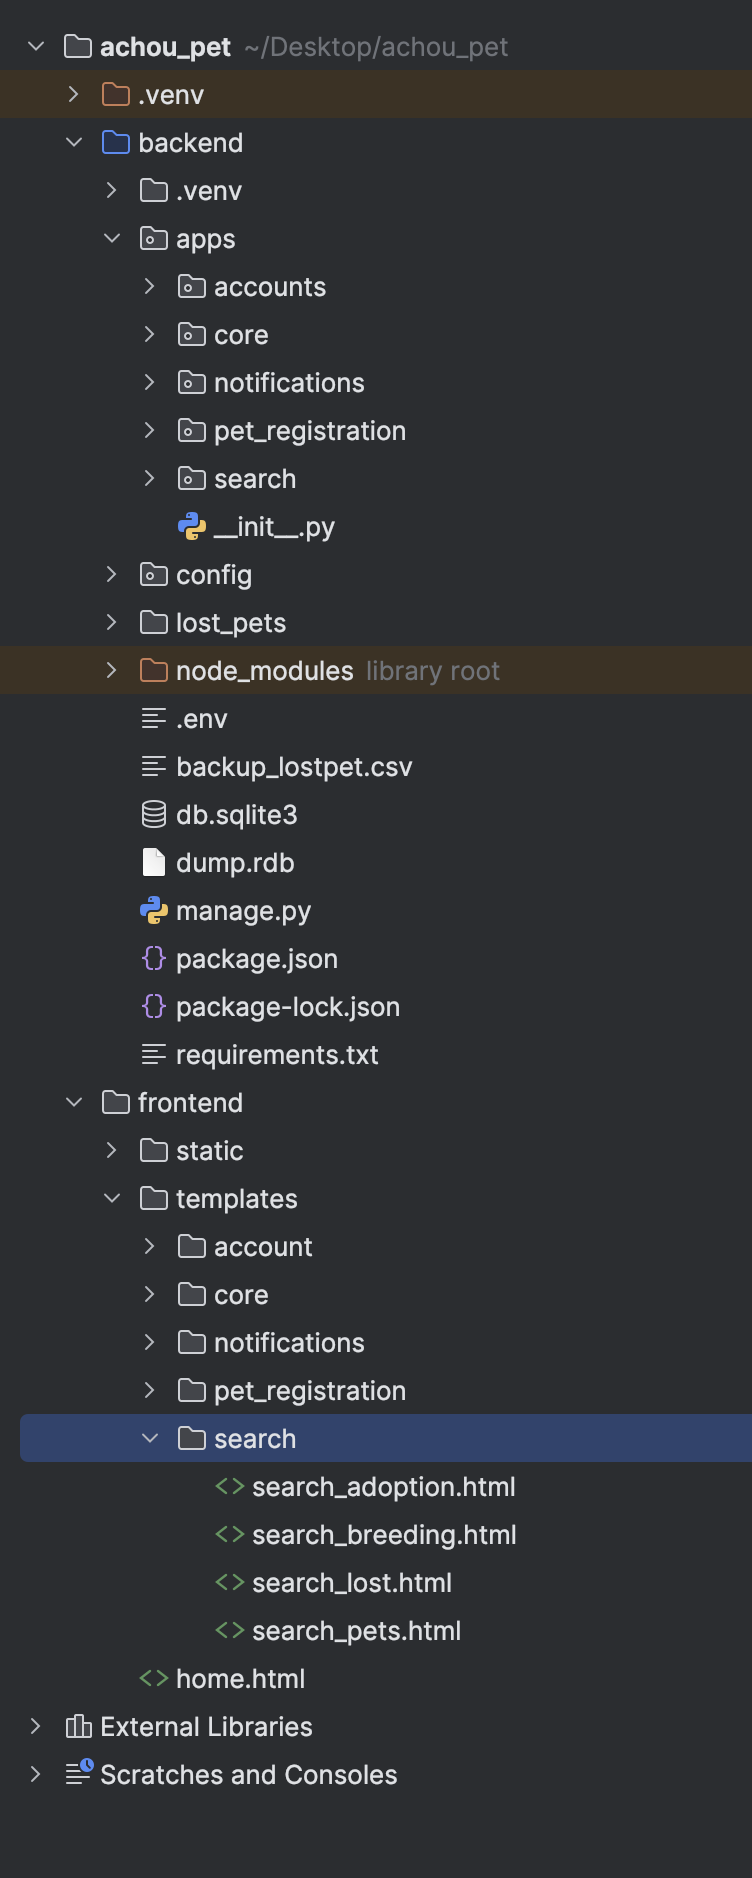 achou_pet ~/Desktop/achou_pet
.venv
backend
.venv
apps
accounts
core
notifications
pet_registration
search
__init__.py
config
lost_pets
node_modules library root
.env
backup_lostpet.csv
db.sqlite3
dump.rdb
manage.py
package.json
package-lock.json
requirements.txt
frontend
static
templates
account
core
notifications
pet_registration
search
search_adoption.html
search_breeding.html
search_lost.html
search_pets.html
home.html
External Libraries
Scratches and Consoles